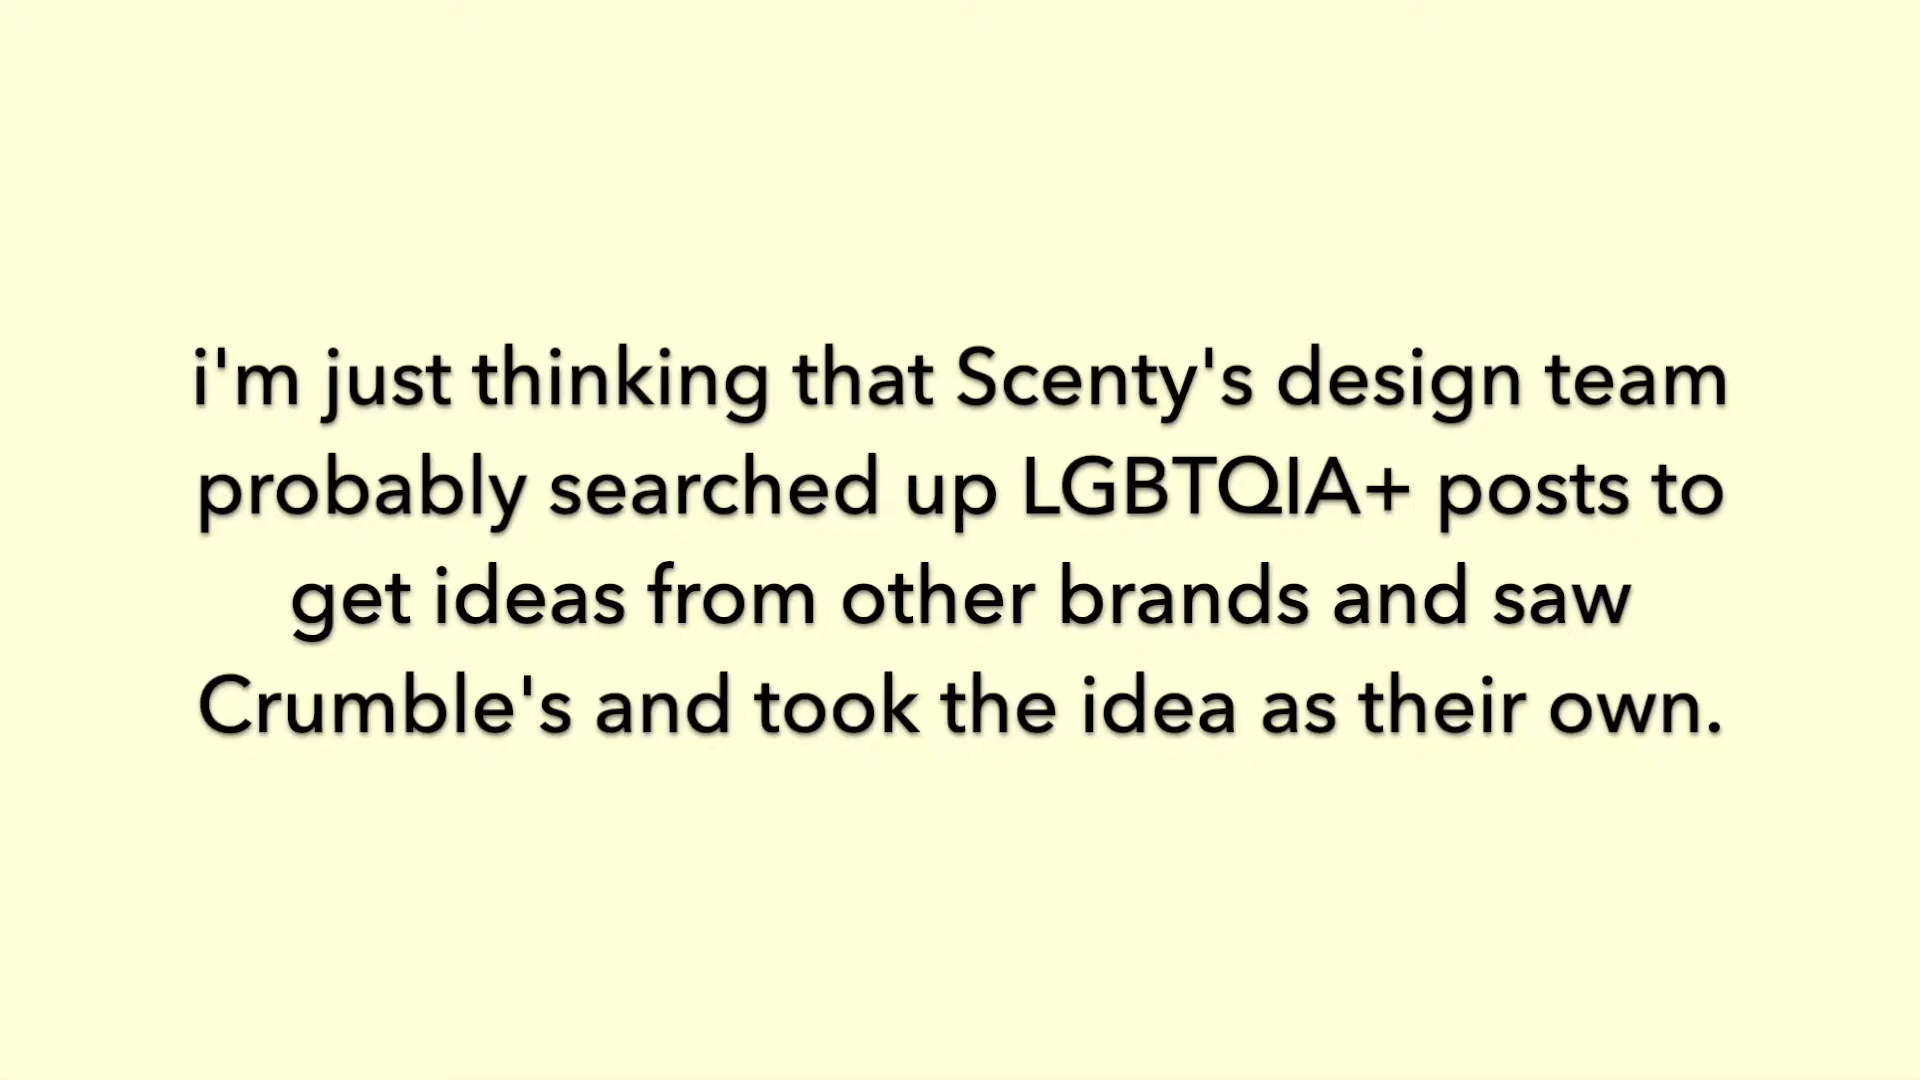 i'm just thinking that Scenty's design team
probably searched up LGBTQIA+ posts to
get ideas from other brands and saw
Crumble's and took the idea as their own.